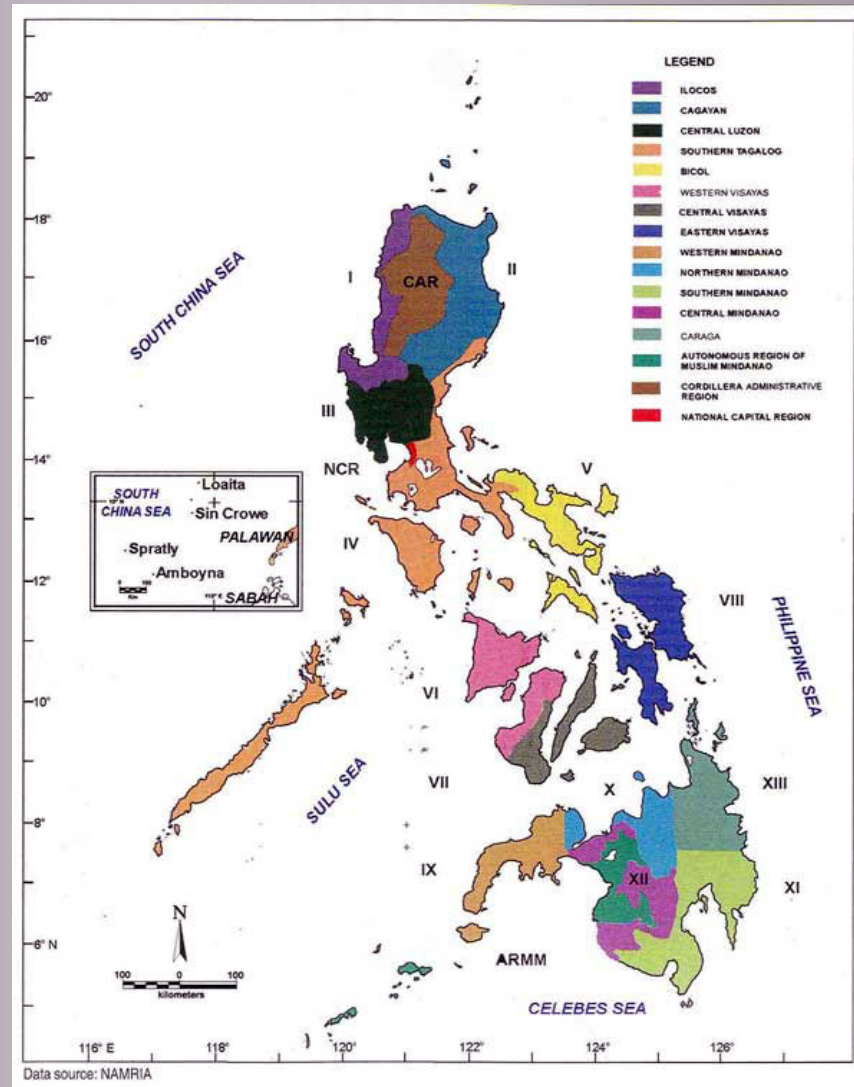 LEGEND
ILOCOS
CAGAYAN
CENTRAL LUZON
SOUTHERN TAGALOG
BICOL
WESTERN VISAYAS
CENTRAL VISAYAS
EASTERN VISAYAS
WESTERN MINDANAO
NORTHERN MINDANAO
SOUTHERN MINDANAO
CENTRAL MINDANAO
CARAGA
AUTONOMOUS REGION OF
MUSLIM MINDANAO
CORDILLERA ADMINISTRATIVE
REGION
NATIONAL CAPITAL REGION
20°
18°
16°
14°
12°
10°
8°
6° N
SOUTH CHINA SEA
I
CAR
II
III
NCR
V
IV
SOUTH
CHINA SEA
Loaita
Sin Crowe
PALAWAN
Spratly
Amboyna
SABAH
0 100
Km
VIII
PHILIPPINE SEA
VI
VII
SULU SEA
X
XIII
IX
XII
XI
ARMM
N
100 0 100
kilometers
CELEBES SEA
116° E
118°
120°
122°
124°
126°
Data source: NAMRIA